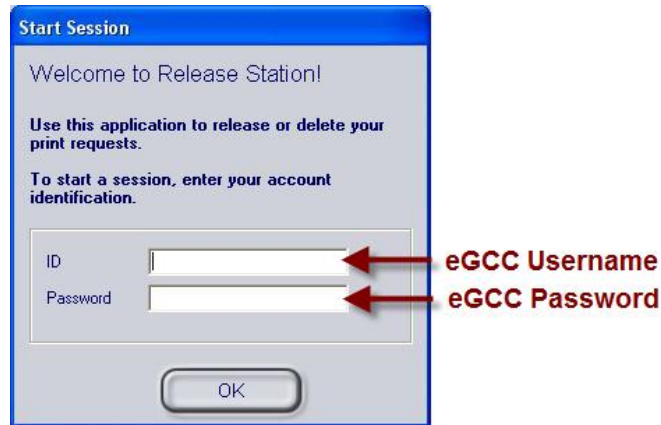 Start Session
Welcome to Release Station!
Use this application to release or delete your
print requests.
To start a session, enter your account
identification.
ID
eGCC Username
Password
eGCC Password
OK